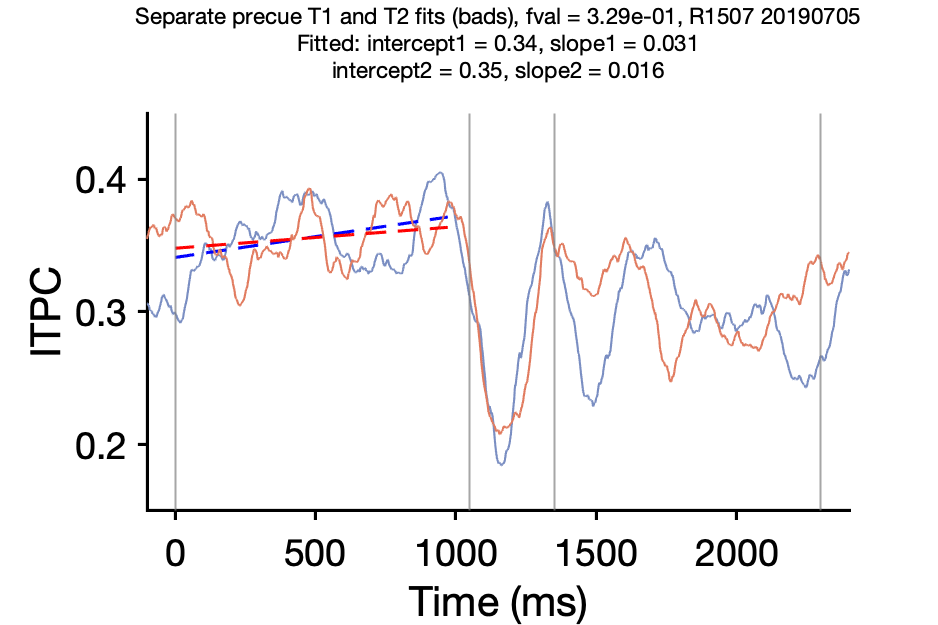 Separate precue T1 and T2 fits (bads), fval = 3.29e-01, R1507 20190705
Fitted: intercept1 = 0.34, slope1 = 0.031
intercept2 = 0.35, slope2 = 0.016
0.4
0.3
0.2
ITPC
0 500 1000 1500 2000
Time (ms)